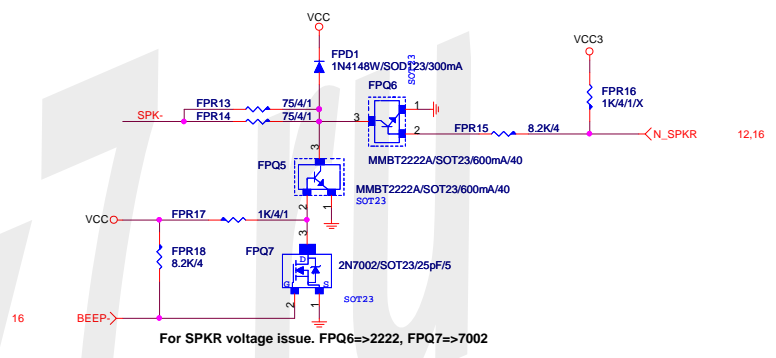 VCC
VCC3
FPD1
1N4148W/SOD123/300mA
SOT23
FPQ6
FPR16
1K/4/1/X
FPR13 75/4/1
SPK-
FPR14 75/4/1
3
1
2
FPR15 8.2K/4
N_SPKR 12,16
MMBT2222A/SOT23/600mA/40
3
FPQ5
MMBT2222A/SOT23/600mA/40
SOT23
2
1
VCC
FPR17 1K/4/1
FPR18
8.2K/4
3
FPQ7
D
2N7002/SOT23/25pF/5
G
S
SOT23
2
1
16 BEEP-
For SPKR voltage issue. FPQ6=>2222, FPQ7=>7002